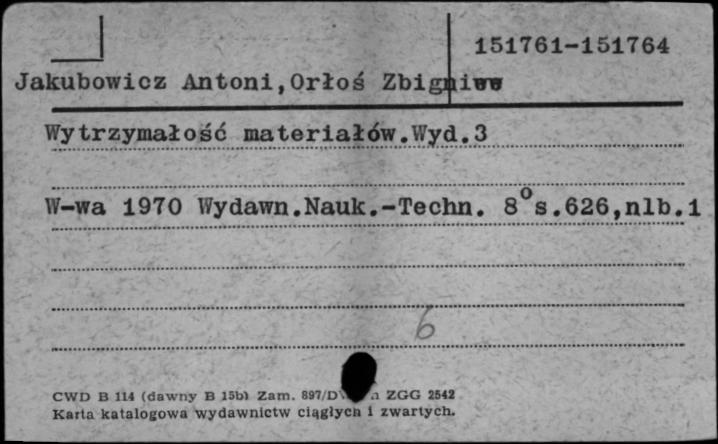 151761-151764
Jakubowicz Antoni,Orłoś Zbigniew
Wytrzymałość materiałów.Wyd.3
W-wa 1970 Wydawn.Nauk.-Techn. 8°s.626,nlb.1
6
CWD B 114 (dawny B 15b) Zam. 897/D ZGG 2542
Karta katalogowa wydawnictw ciągłych i zwartych.